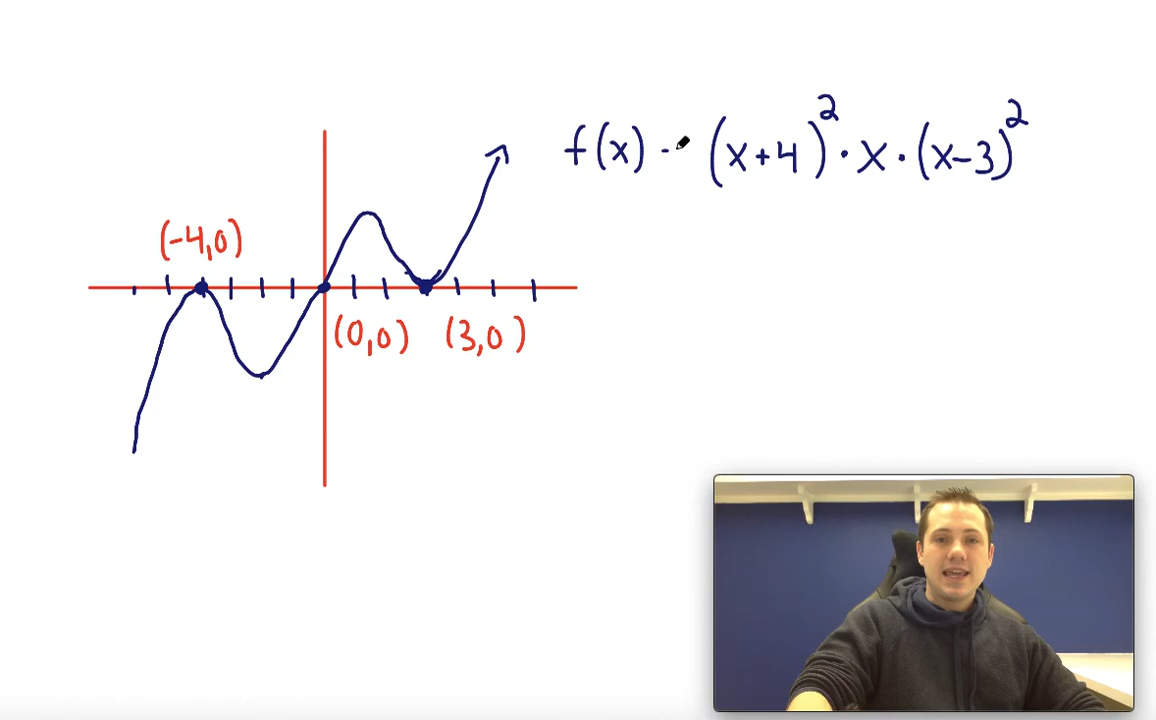 f(x) - (x+4)² · x · (x-3)²
(-4,0)
(0,0) (3,0)